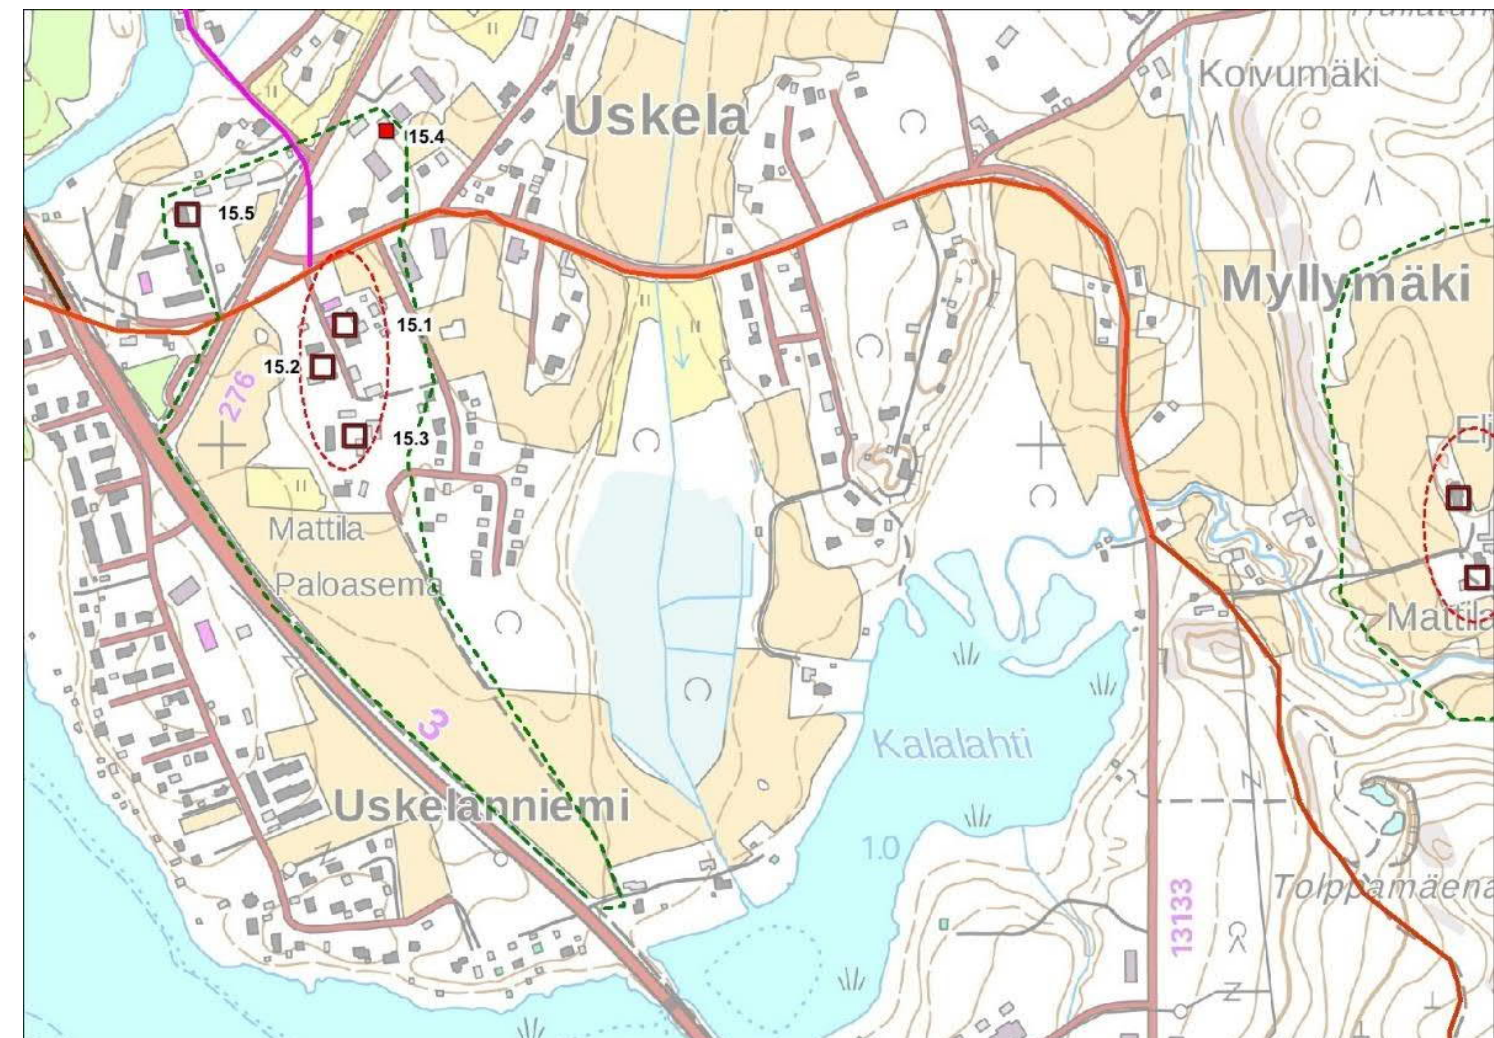 Koivumäki
Uskela
15.4
15.5
Myllymäki
15.1
15.2
276
15.3
Mattila
Paloasema
Mattila
3
Kalalahti
Uskelanniemi
1.0
13133
Tolppamäena